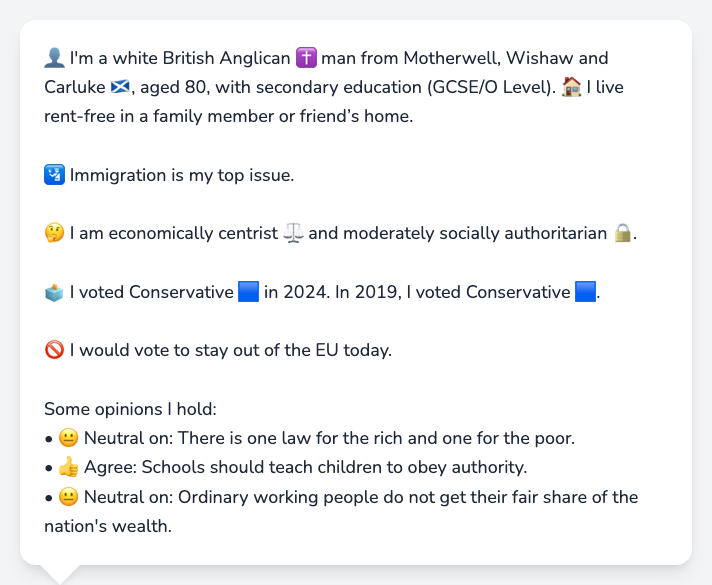 👤 I'm a white British Anglican ✝️ man from Motherwell, Wishaw and
Carluke 🏴󠁧󠁢󠁳󠁣󠁴󠁿, aged 80, with secondary education (GCSE/O Level). 🏠 I live
rent-free in a family member or friend’s home.
🛂 Immigration is my top issue.
🤔 I am economically centrist ⚖️ and moderately socially authoritarian 🔒.
🗳️ I voted Conservative 🟦 in 2024. In 2019, I voted Conservative 🟦.
🚫 I would vote to stay out of the EU today.
Some opinions I hold:
• 😐 Neutral on: There is one law for the rich and one for the poor.
• 👍 Agree: Schools should teach children to obey authority.
• 😐 Neutral on: Ordinary working people do not get their fair share of the
nation's wealth.